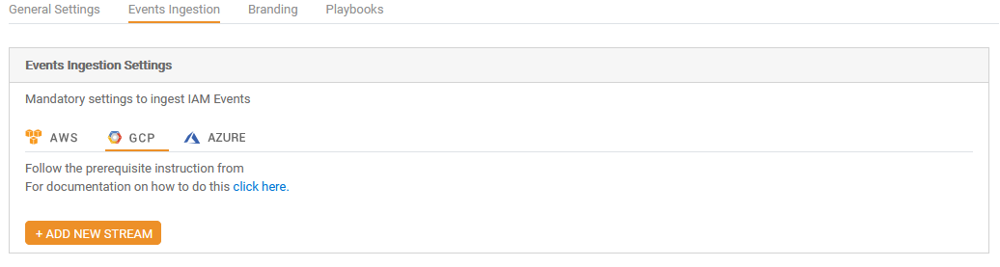 General Settings Events Ingestion Branding Playbooks
Events Ingestion Settings
Mandatory settings to ingest IAM Events
AWS GCP AZURE
Follow the prerequisite instruction from
For documentation on how to do this click here.
+ ADD NEW STREAM